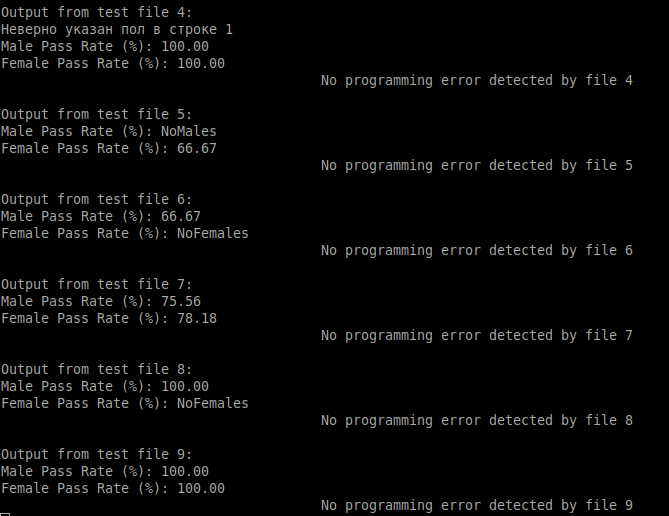 Output from test file 4:
Неверно указан пол в строке 1
Male Pass Rate (%): 100.00
Female Pass Rate (%): 100.00
No programming error detected by file 4
Output from test file 5:
Male Pass Rate (%): NoMales
Female Pass Rate (%): 66.67
No programming error detected by file 5
Output from test file 6:
Male Pass Rate (%): 66.67
Female Pass Rate (%): NoFemales
No programming error detected by file 6
Output from test file 7:
Male Pass Rate (%): 75.56
Female Pass Rate (%): 78.18
No programming error detected by file 7
Output from test file 8:
Male Pass Rate (%): 100.00
Female Pass Rate (%): NoFemales
No programming error detected by file 8
Output from test file 9:
Male Pass Rate (%): 100.00
Female Pass Rate (%): 100.00
No programming error detected by file 9